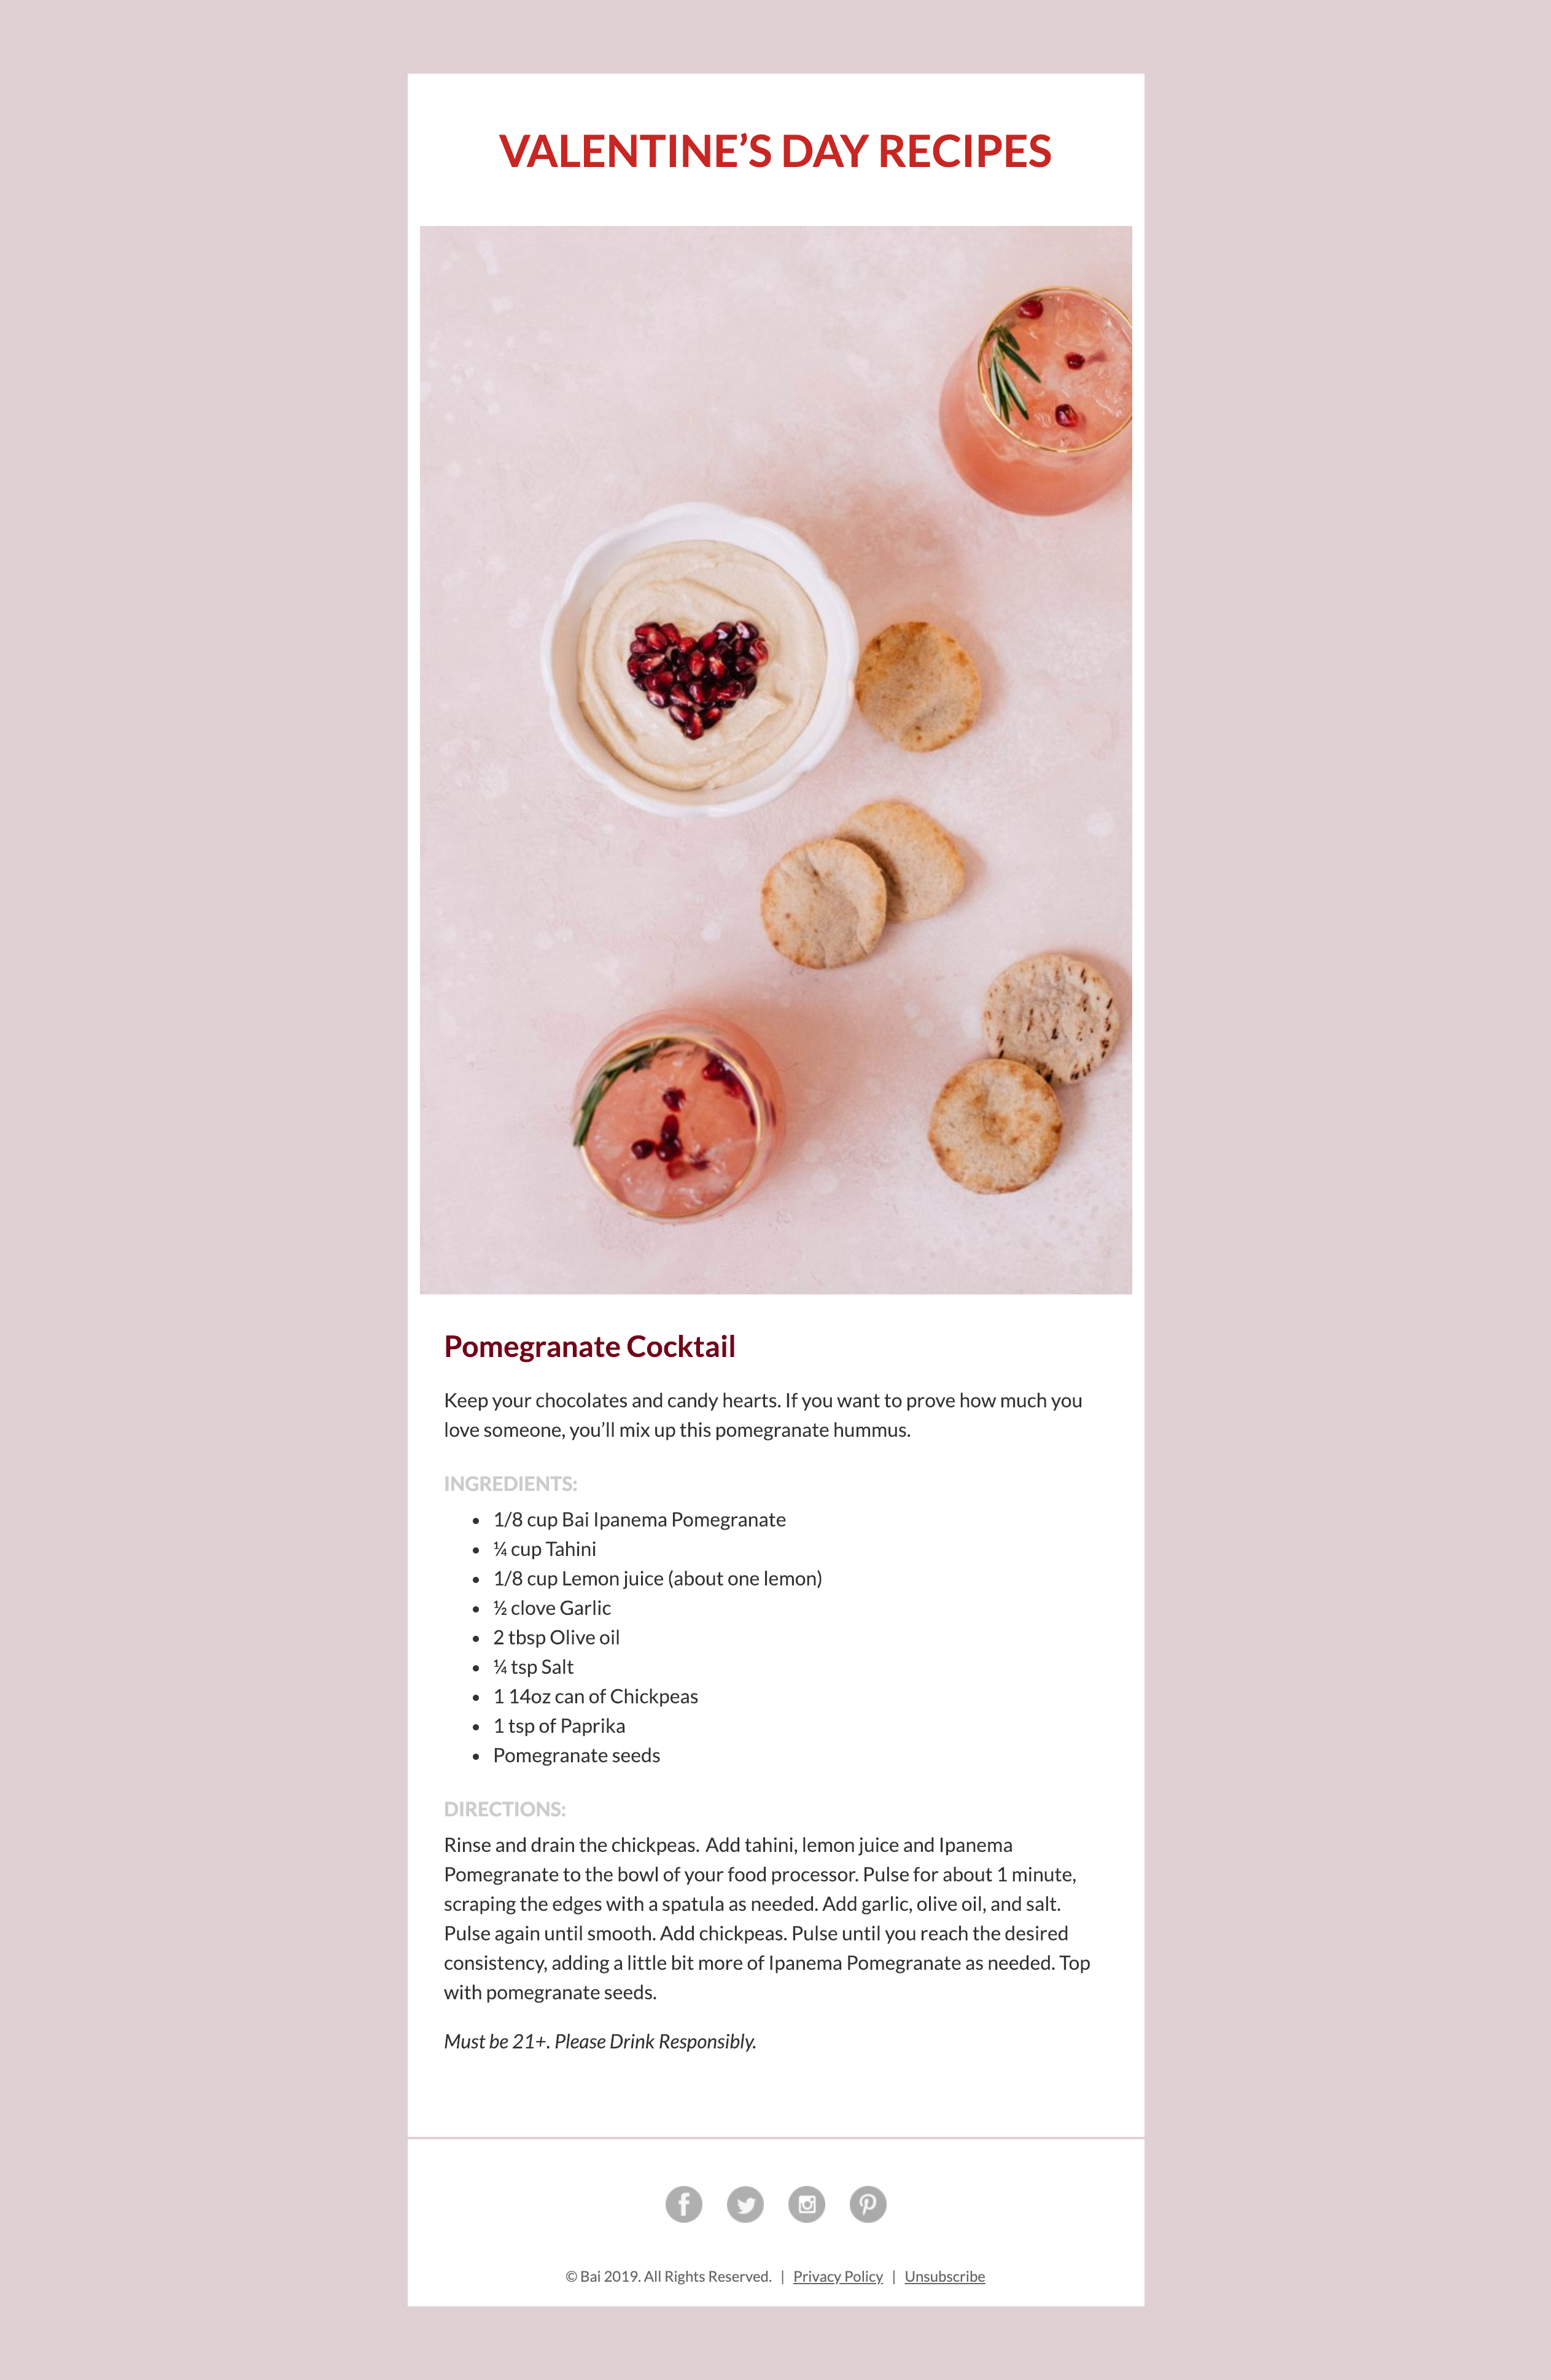 VALENTINE’S DAY RECIPES
Pomegranate Cocktail
Keep your chocolates and candy hearts. If you want to prove how much you
love someone, you’ll mix up this pomegranate hummus.
INGREDIENTS:
• 1/8 cup Bai Ipanema Pomegranate
• ¼ cup Tahini
• 1/8 cup Lemon juice (about one lemon)
• ½ clove Garlic
• 2 tbsp Olive oil
• ¼ tsp Salt
• 1 14oz can of Chickpeas
• 1 tsp of Paprika
• Pomegranate seeds
DIRECTIONS:
Rinse and drain the chickpeas. Add tahini, lemon juice and Ipanema
Pomegranate to the bowl of your food processor. Pulse for about 1 minute,
scraping the edges with a spatula as needed. Add garlic, olive oil, and salt.
Pulse again until smooth. Add chickpeas. Pulse until you reach the desired
consistency, adding a little bit more of Ipanema Pomegranate as needed. Top
with pomegranate seeds.
Must be 21+. Please Drink Responsibly.
© Bai 2019. All Rights Reserved. | Privacy Policy | Unsubscribe